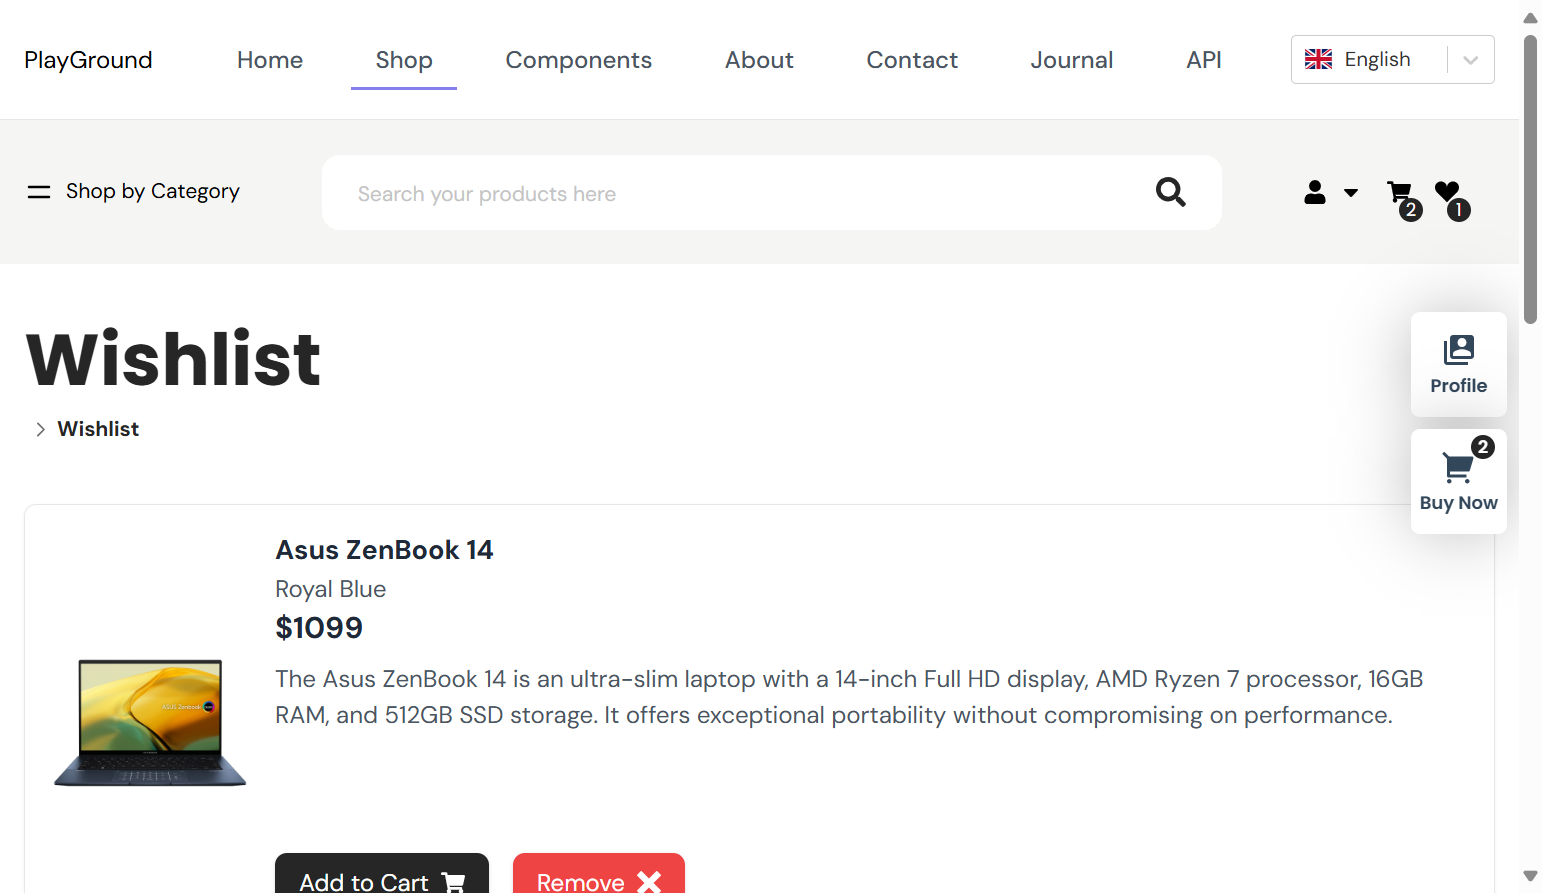 PlayGround Home Shop Components About Contact Journal API English
Shop by Category Search your products here 2 1
Wishlist
Wishlist
Profile
2
Buy Now
Asus ZenBook 14
Royal Blue
$1099
The Asus ZenBook 14 is an ultra-slim laptop with a 14-inch Full HD display, AMD Ryzen 7 processor, 16GB
RAM, and 512GB SSD storage. It offers exceptional portability without compromising on performance.
Add to Cart Remove